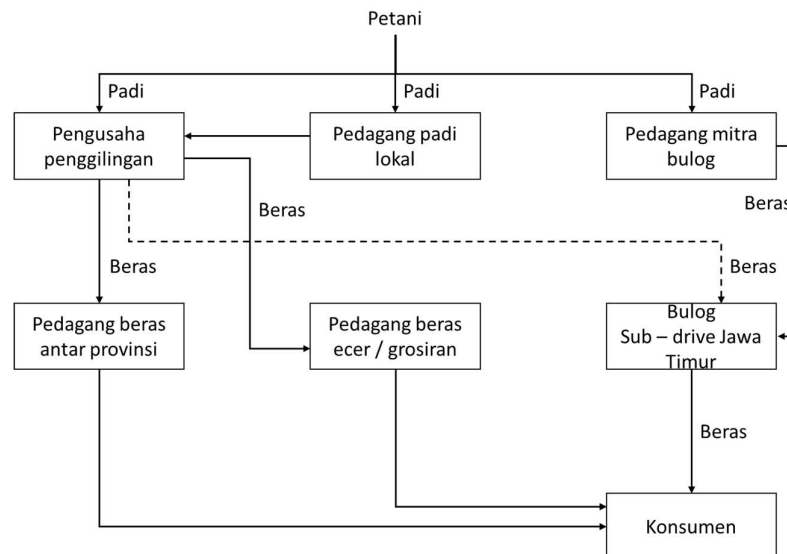 Petani
Padi
Padi
Padi
Pengusaha
penggilingan
Pedagang padi
lokal
Pedagang mitra
bulog
Beras
Beras
Beras
Beras
Pedagang beras
antar provinsi
Pedagang beras
ecer / grosiran
Bulog
Sub – drive Jawa
Timur
Beras
Konsumen